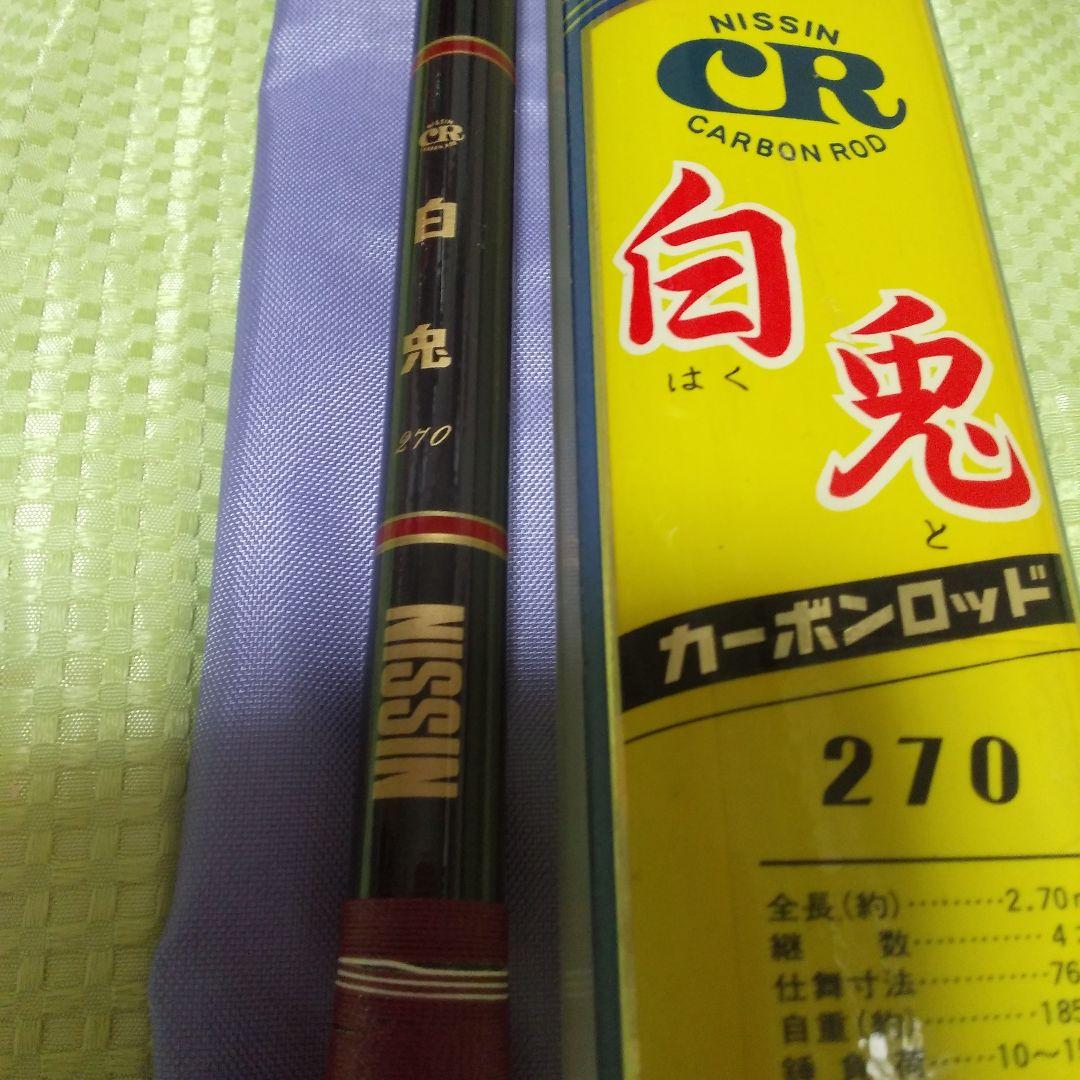 NISSIN
CR
CARBON ROD
白
兎
270
NISSIN
NISSIN
CR
CARBON ROD
白兎
はくと
カーボンロッド
270
全長(約)………2.70m
継 数…………4
仕舞寸法…………76
自重(約)…………185
錘負荷……10〜1